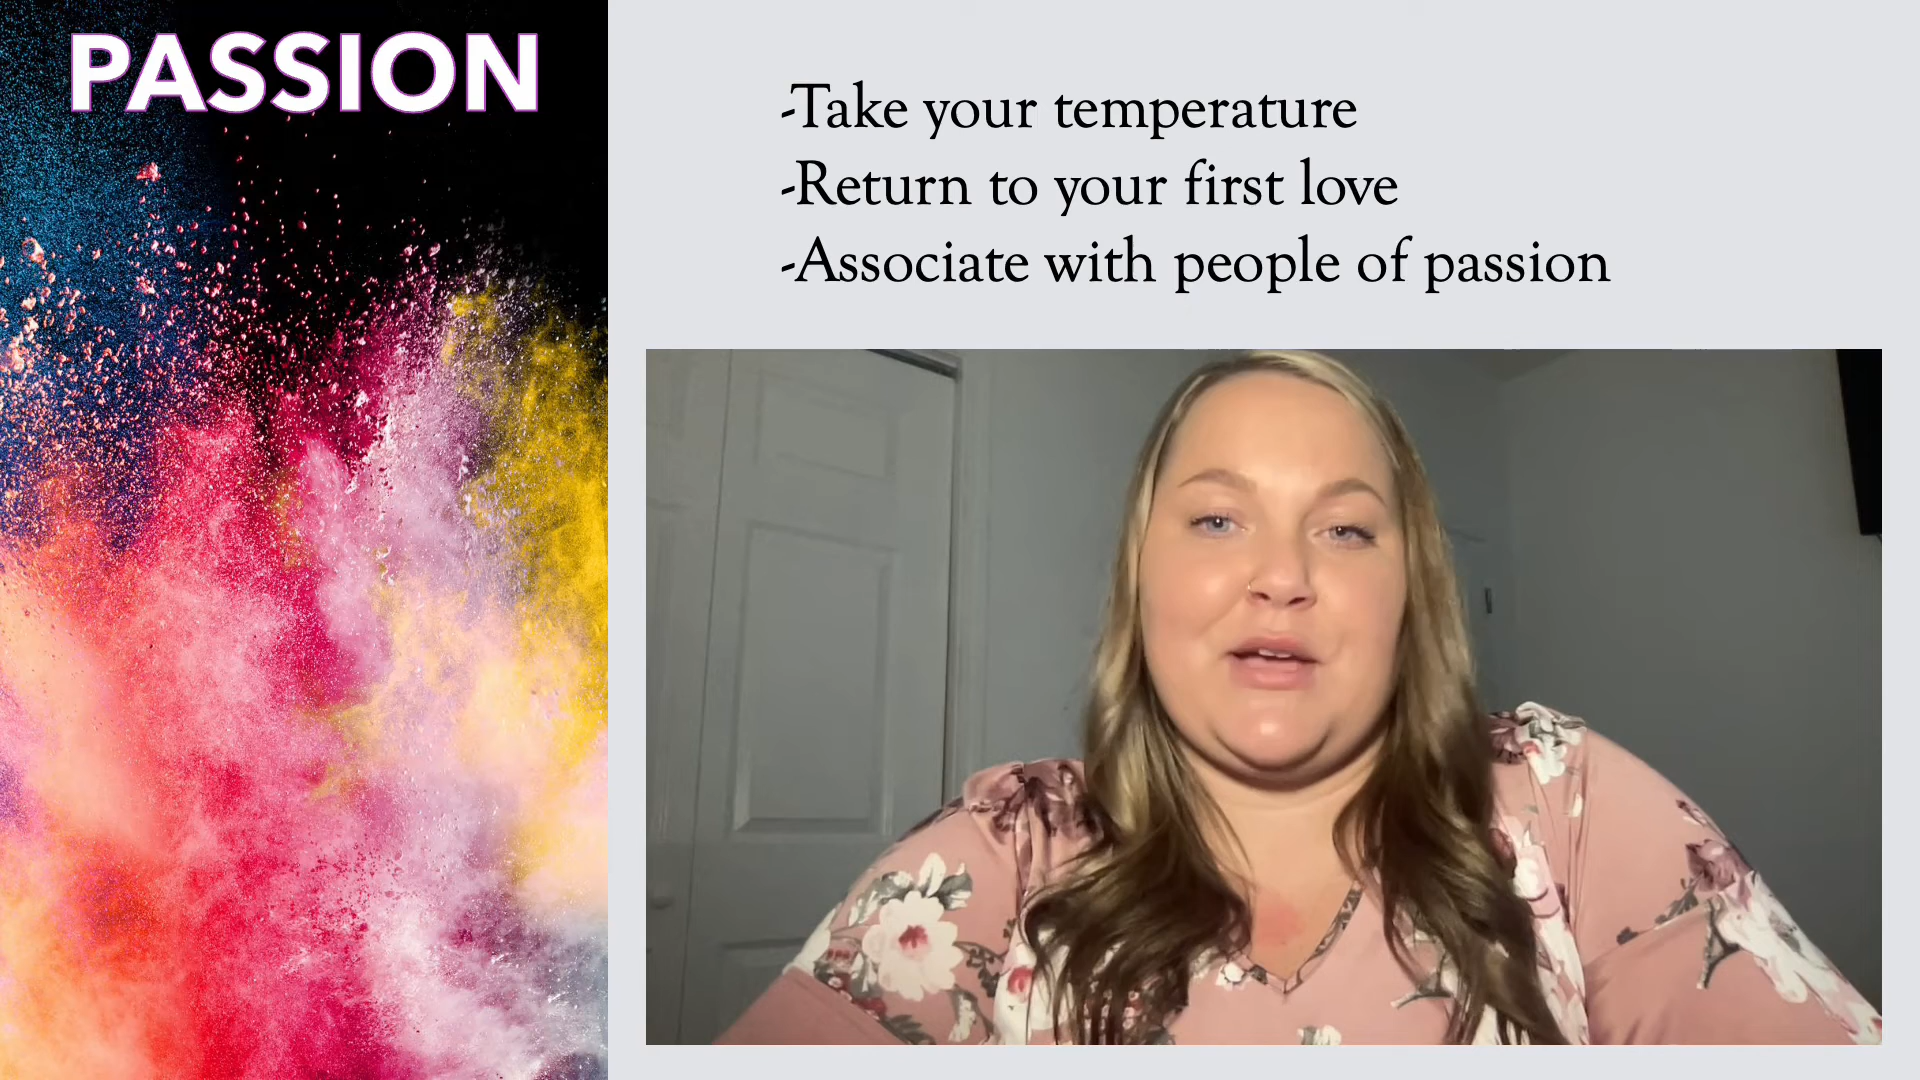 PASSION
-Take your temperature
-Return to your first love
-Associate with people of passion